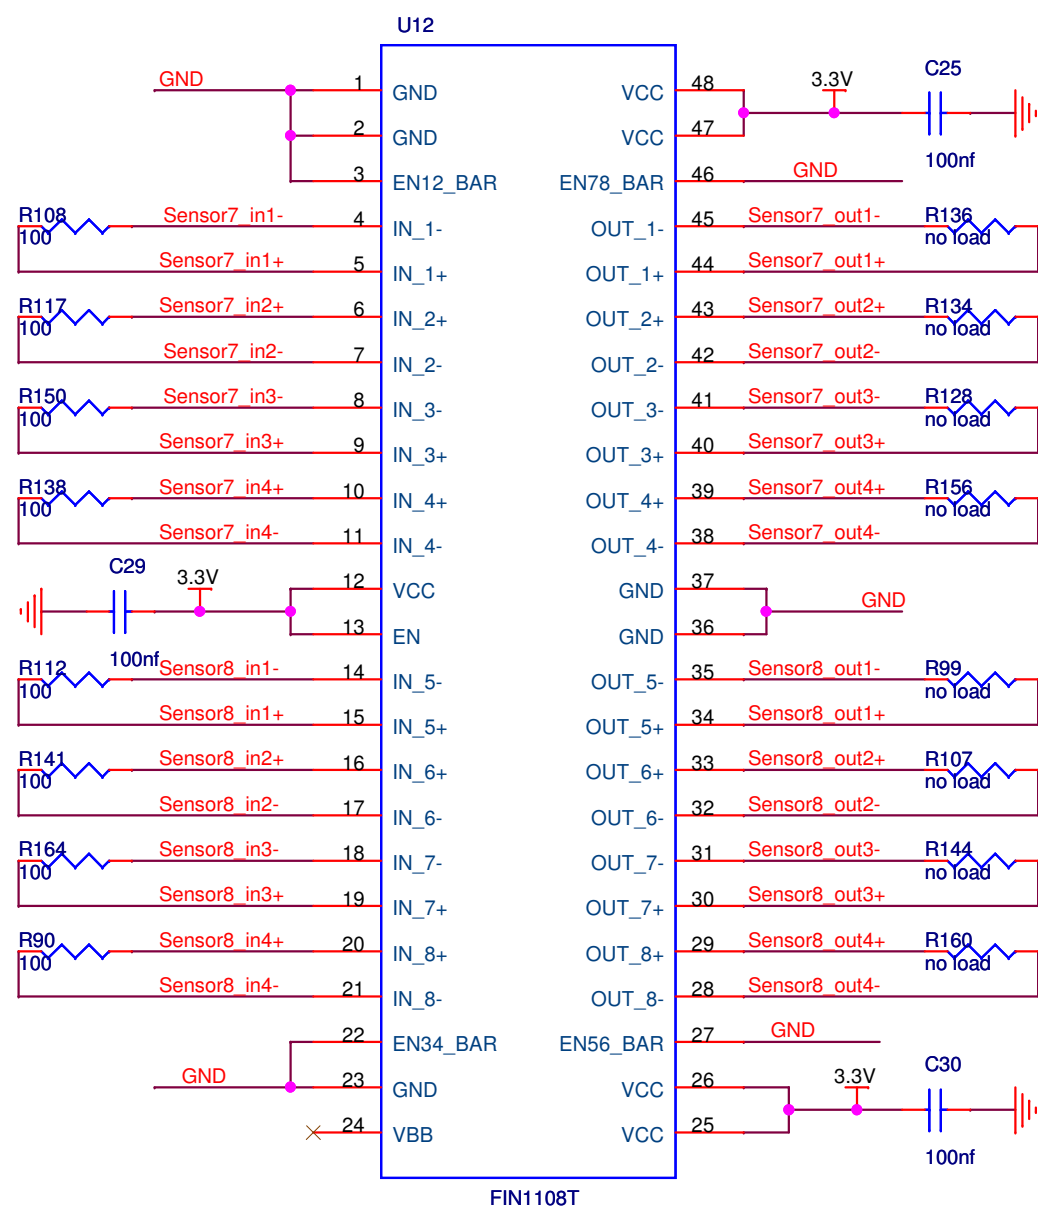 U12
GND 1 GND VCC 48 3.3V C25
2 GND VCC 47 100nf
3 EN12_BAR EN78_BAR 46 GND
R108 100 Sensor7_in1- 4 IN_1- OUT_1- 45 Sensor7_out1- R136 no load
Sensor7_in1+ 5 IN_1+ OUT_1+ 44 Sensor7_out1+
R117 100 Sensor7_in2+ 6 IN_2+ OUT_2+ 43 Sensor7_out2+ R134 no load
Sensor7_in2- 7 IN_2- OUT_2- 42 Sensor7_out2-
R150 100 Sensor7_in3- 8 IN_3- OUT_3- 41 Sensor7_out3- R128 no load
Sensor7_in3+ 9 IN_3+ OUT_3+ 40 Sensor7_out3+
R138 100 Sensor7_in4+ 10 IN_4+ OUT_4+ 39 Sensor7_out4+ R156 no load
Sensor7_in4- 11 IN_4- OUT_4- 38 Sensor7_out4-
C29 3.3V 12 VCC GND 37 GND
100nf 13 EN GND 36
R112 100 Sensor8_in1- 14 IN_5- OUT_5- 35 Sensor8_out1- R99 no load
Sensor8_in1+ 15 IN_5+ OUT_5+ 34 Sensor8_out1+
R141 100 Sensor8_in2+ 16 IN_6+ OUT_6+ 33 Sensor8_out2+ R107 no load
Sensor8_in2- 17 IN_6- OUT_6- 32 Sensor8_out2-
R164 100 Sensor8_in3- 18 IN_7- OUT_7- 31 Sensor8_out3- R144 no load
Sensor8_in3+ 19 IN_7+ OUT_7+ 30 Sensor8_out3+
R90 100 Sensor8_in4+ 20 IN_8+ OUT_8+ 29 Sensor8_out4+ R160 no load
Sensor8_in4- 21 IN_8- OUT_8- 28 Sensor8_out4-
22 EN34_BAR EN56_BAR 27 GND
GND 23 GND VCC 26 3.3V C30
24 VBB VCC 25 100nf
FIN1108T